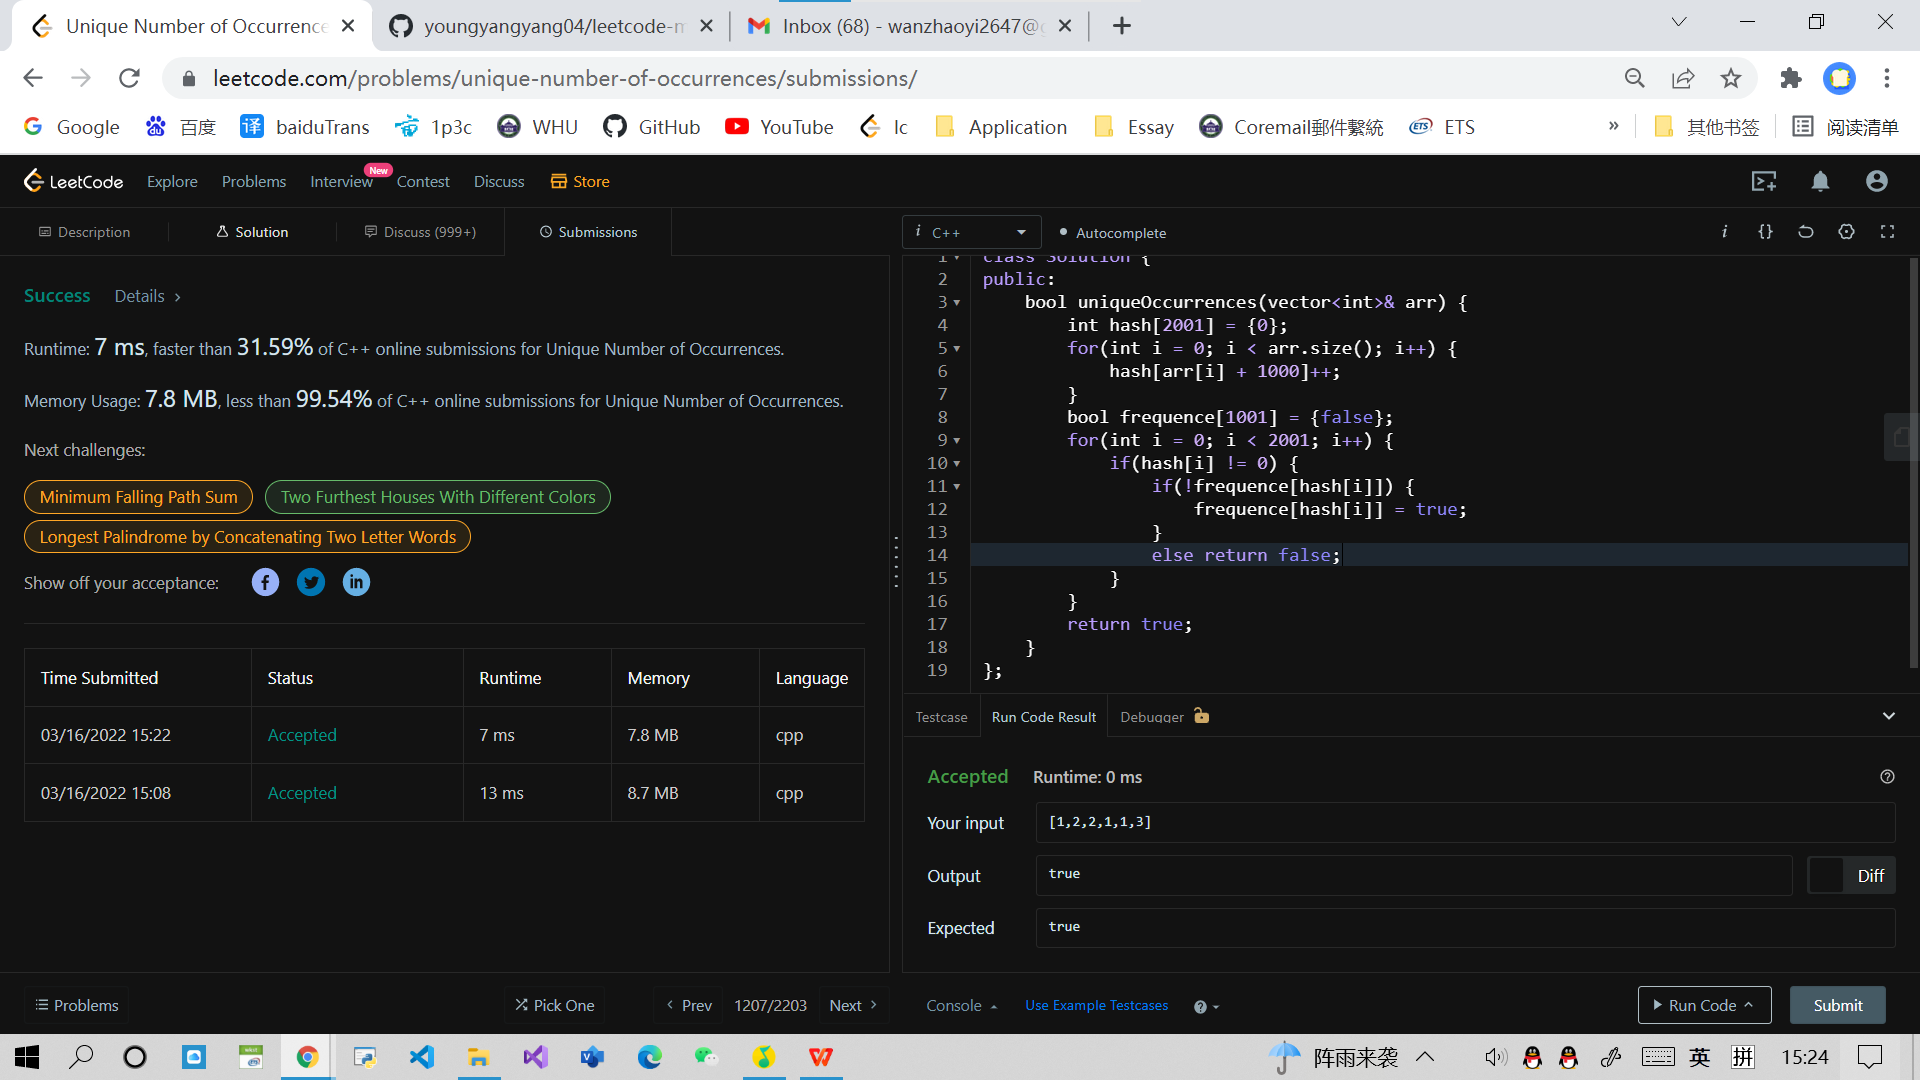 Unique Number of Occurrence
youngyangyang04/leetcode-m
Inbox (68) - wanzhaoyi2647@g
leetcode.com/problems/unique-number-of-occurrences/submissions/
Google
百度
译 baiduTrans
1p3c
WHU
GitHub
YouTube
lc
Application
Essay
Coremail郵件繫統
ETS ETS
»
其他书签
阅读清单
LeetCode
Explore
Problems
Interview
New
Contest
Discuss
Store
Description
Solution
Discuss (999+)
Submissions
i C++
Autocomplete
Success Details >
Runtime: 7 ms, faster than 31.59% of C++ online submissions for Unique Number of Occurrences.
Memory Usage: 7.8 MB, less than 99.54% of C++ online submissions for Unique Number of Occurrences.
Next challenges:
Minimum Falling Path Sum
Two Furthest Houses With Different Colors
Longest Palindrome by Concatenating Two Letter Words
Show off your acceptance:
Time Submitted Status Runtime Memory Language
03/16/2022 15:22 Accepted 7 ms 7.8 MB cpp
03/16/2022 15:08 Accepted 13 ms 8.7 MB cpp
1 class Solution {
2 public:
3 bool uniqueOccurrences(vector<int>& arr) {
4 int hash[2001] = {0};
5 for(int i = 0; i < arr.size(); i++) {
6 hash[arr[i] + 1000]++;
7 }
8 bool frequence[1001] = {false};
9 for(int i = 0; i < 2001; i++) {
10 if(hash[i] != 0) {
11 if(!frequence[hash[i]]) {
12 frequence[hash[i]] = true;
13 }
14 else return false;
15 }
16 }
17 return true;
18 }
19 };
Testcase
Run Code Result
Debugger
Accepted Runtime: 0 ms
Your input [1,2,2,1,1,3]
Output true
Diff
Expected true
Problems
Pick One
< Prev
1207/2203
Next >
Console
Use Example Testcases
Run Code
Submit
阵雨来袭
英
拼
15:24